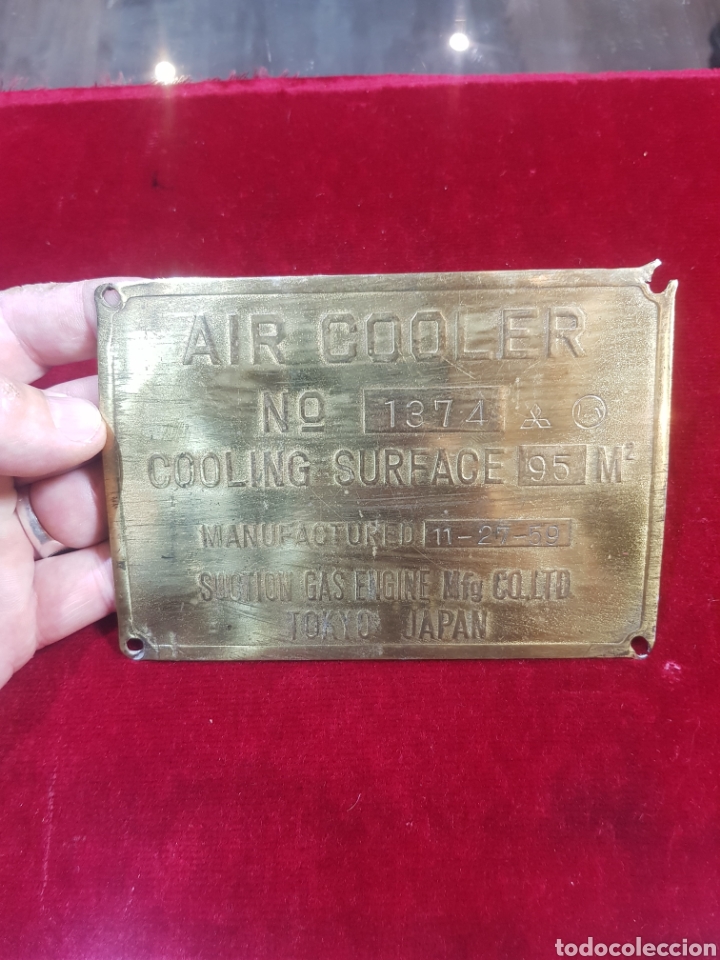 AIR COOLER
Nº 1374
COOLING SURFACE 95 M²
MANUFACTURED 11-27-59
SUCTION GAS ENGINE Mfg CO.,LTD.
TOKYO JAPAN
todocoleccion